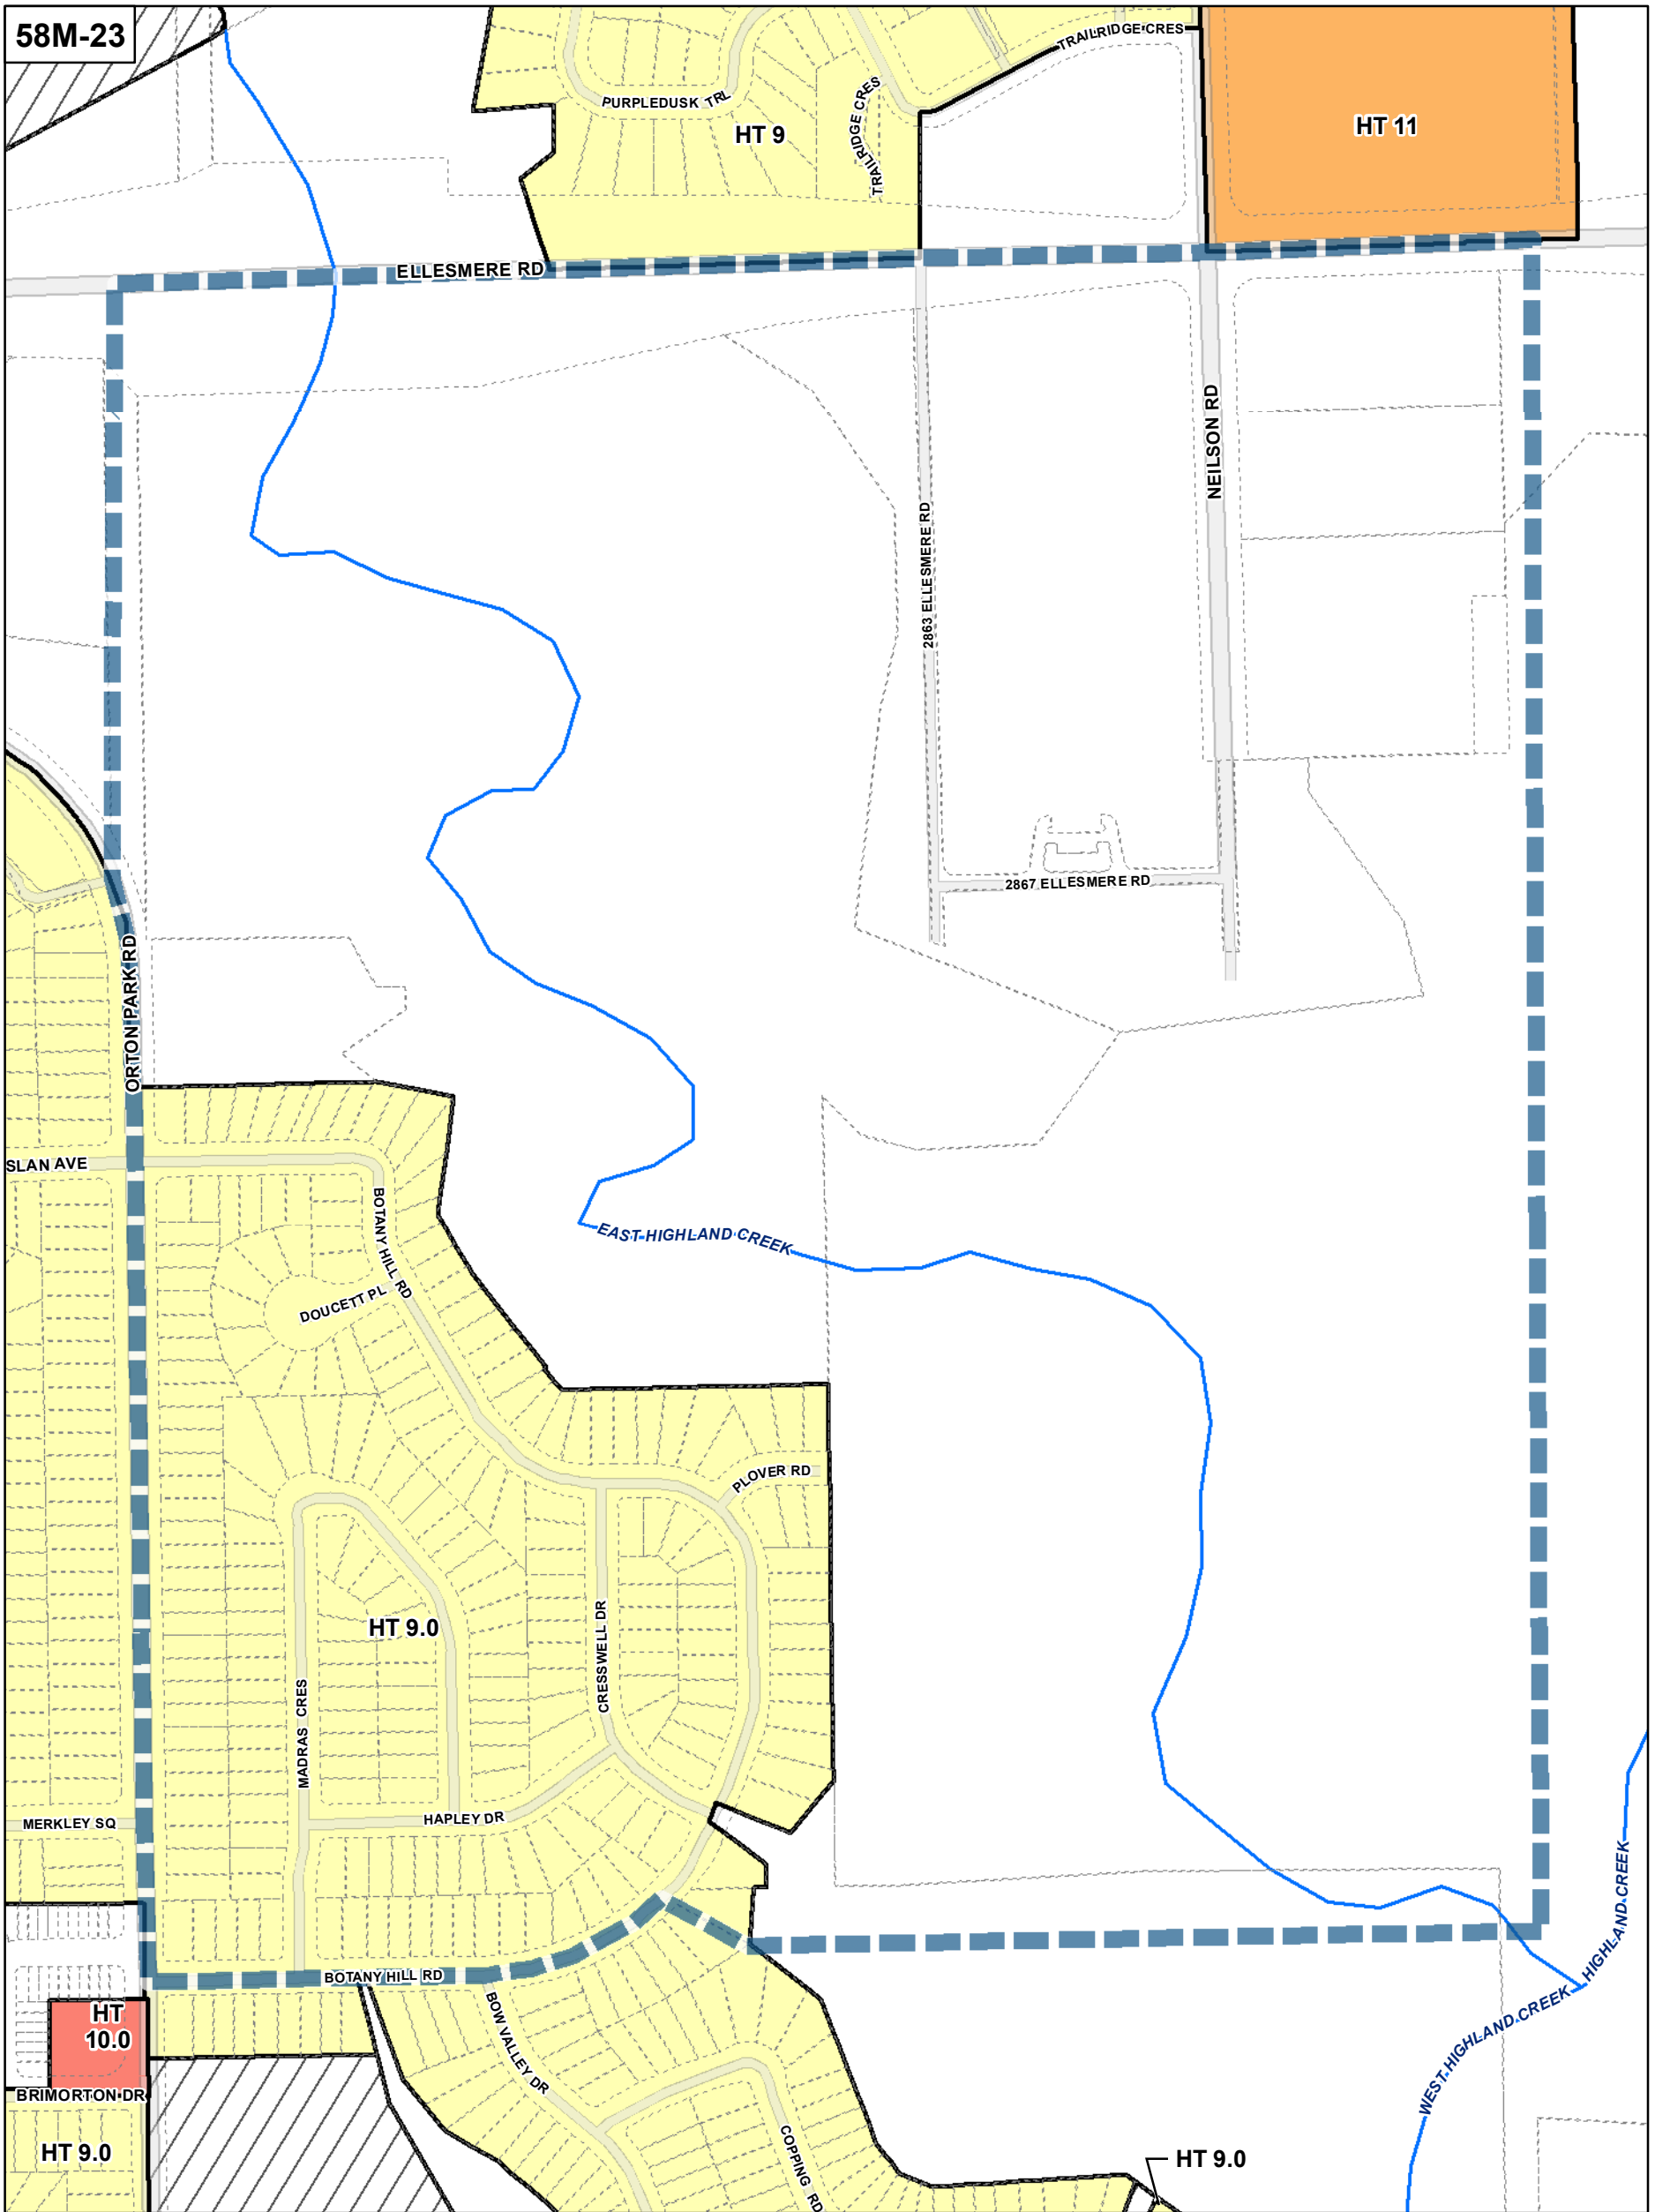 58M-23
TRAILRIDGE CRES
PURPLEDUSK TRL
TRAILRIDGE CRES
HT 9
HT 11
ELLESMERE RD
NEILSON RD
2863 ELLESMERE RD
2867 ELLESMERE RD
ORTON PARK RD
SLAN AVE
BOTANY HILL RD
EAST HIGHLAND CREEK
DOUCETT PL
PLOVER RD
HT 9.0
CRESSWELL DR
MADRAS CRES
HAPLEY DR
MERKLEY SQ
HIGHLAND CREEK
BOTANY HILL RD
WEST HIGHLAND CREEK
HT
10.0
BOW VALLEY DR
BRIMORTON DR
COPPING RD
HT 9.0
HT 9.0